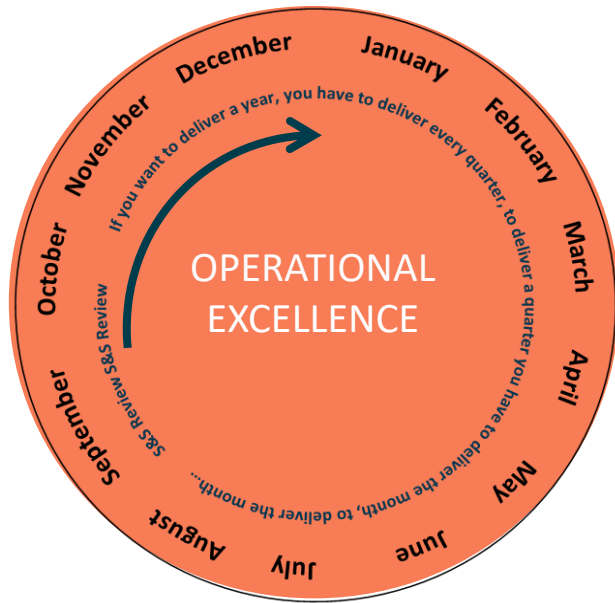 January
February
March
April
May
June
July
August
September
October
November
December
If you want to deliver a year, you have to deliver every quarter, to deliver a quarter you have to deliver the month, to deliver the month...
S&S Review S&S Review
OPERATIONAL
EXCELLENCE